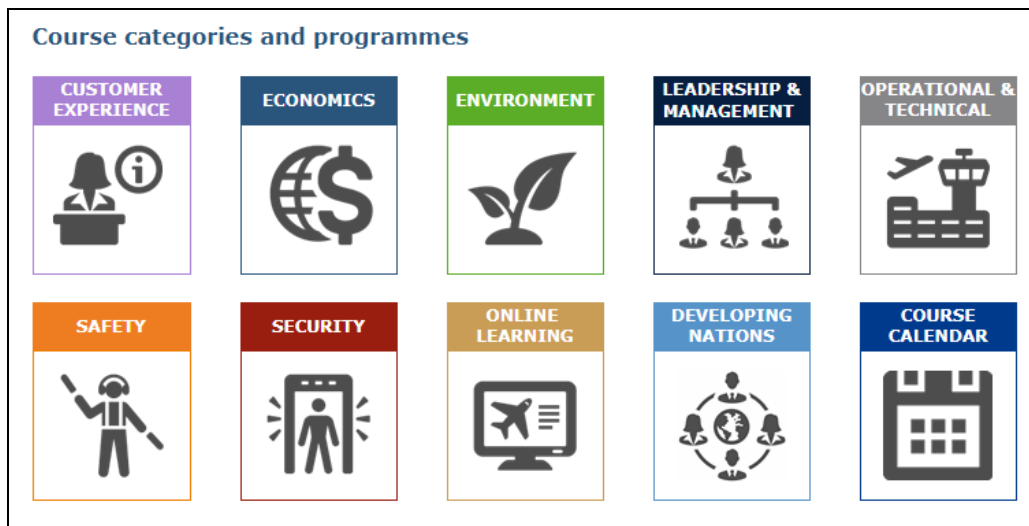 Course categories and programmes
CUSTOMER
EXPERIENCE
ECONOMICS
ENVIRONMENT
LEADERSHIP &
MANAGEMENT
OPERATIONAL &
TECHNICAL
SAFETY
SECURITY
ONLINE
LEARNING
DEVELOPING
NATIONS
COURSE
CALENDAR